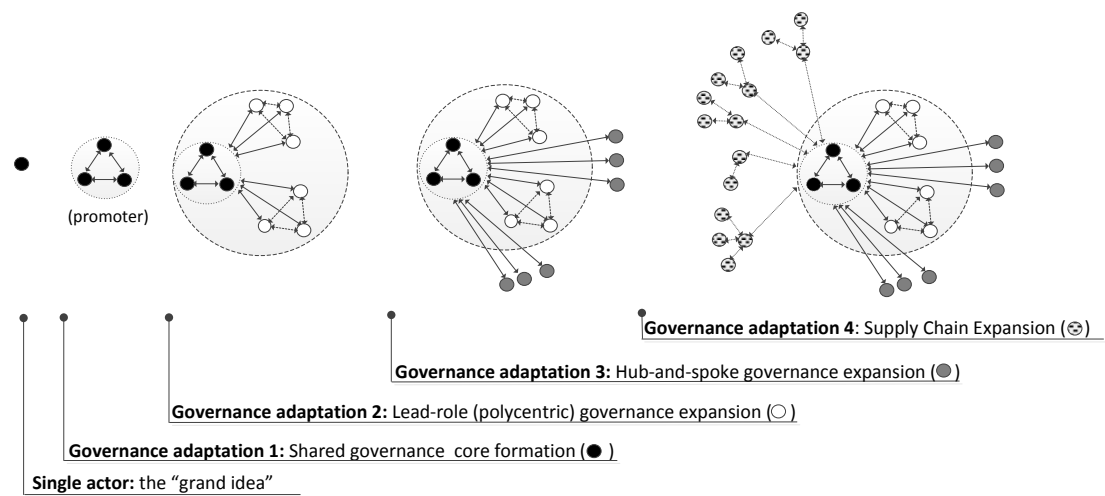 (promoter)
Governance adaptation 4: Supply Chain Expansion ( )
Governance adaptation 3: Hub-and-spoke governance expansion ( )
Governance adaptation 2: Lead-role (polycentric) governance expansion ( )
Governance adaptation 1: Shared governance core formation ( )
Single actor: the “grand idea”